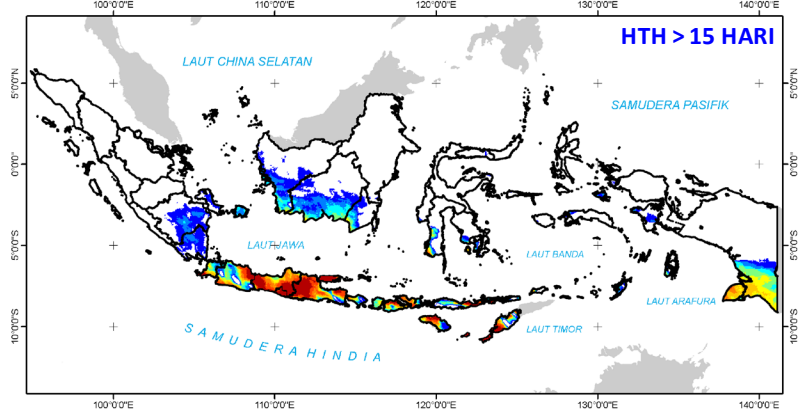 100°0'0"E 110°0'0"E 120°0'0"E 130°0'0"E 140°0'0"E
HTH > 15 HARI
LAUT CHINA SELATAN
5°0'0"N 5°0'0"N
SAMUDERA PASIFIK
0°0'0" 0°0'0"
5°0'0"S 5°0'0"S
LAUT JAWA
LAUT BANDA
LAUT ARAFURA
10°0'0"S 10°0'0"S
SAMUDERA HINDIA
LAUT TIMOR
100°0'0"E 110°0'0"E 120°0'0"E 130°0'0"E 140°0'0"E